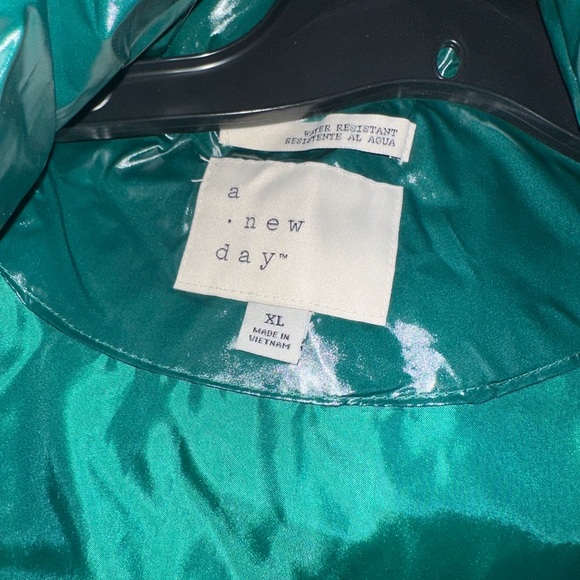 WATER RESISTANT
RESISTENTE AL AGUA
a
· new
day™
XL
MADE IN
VIETNAM